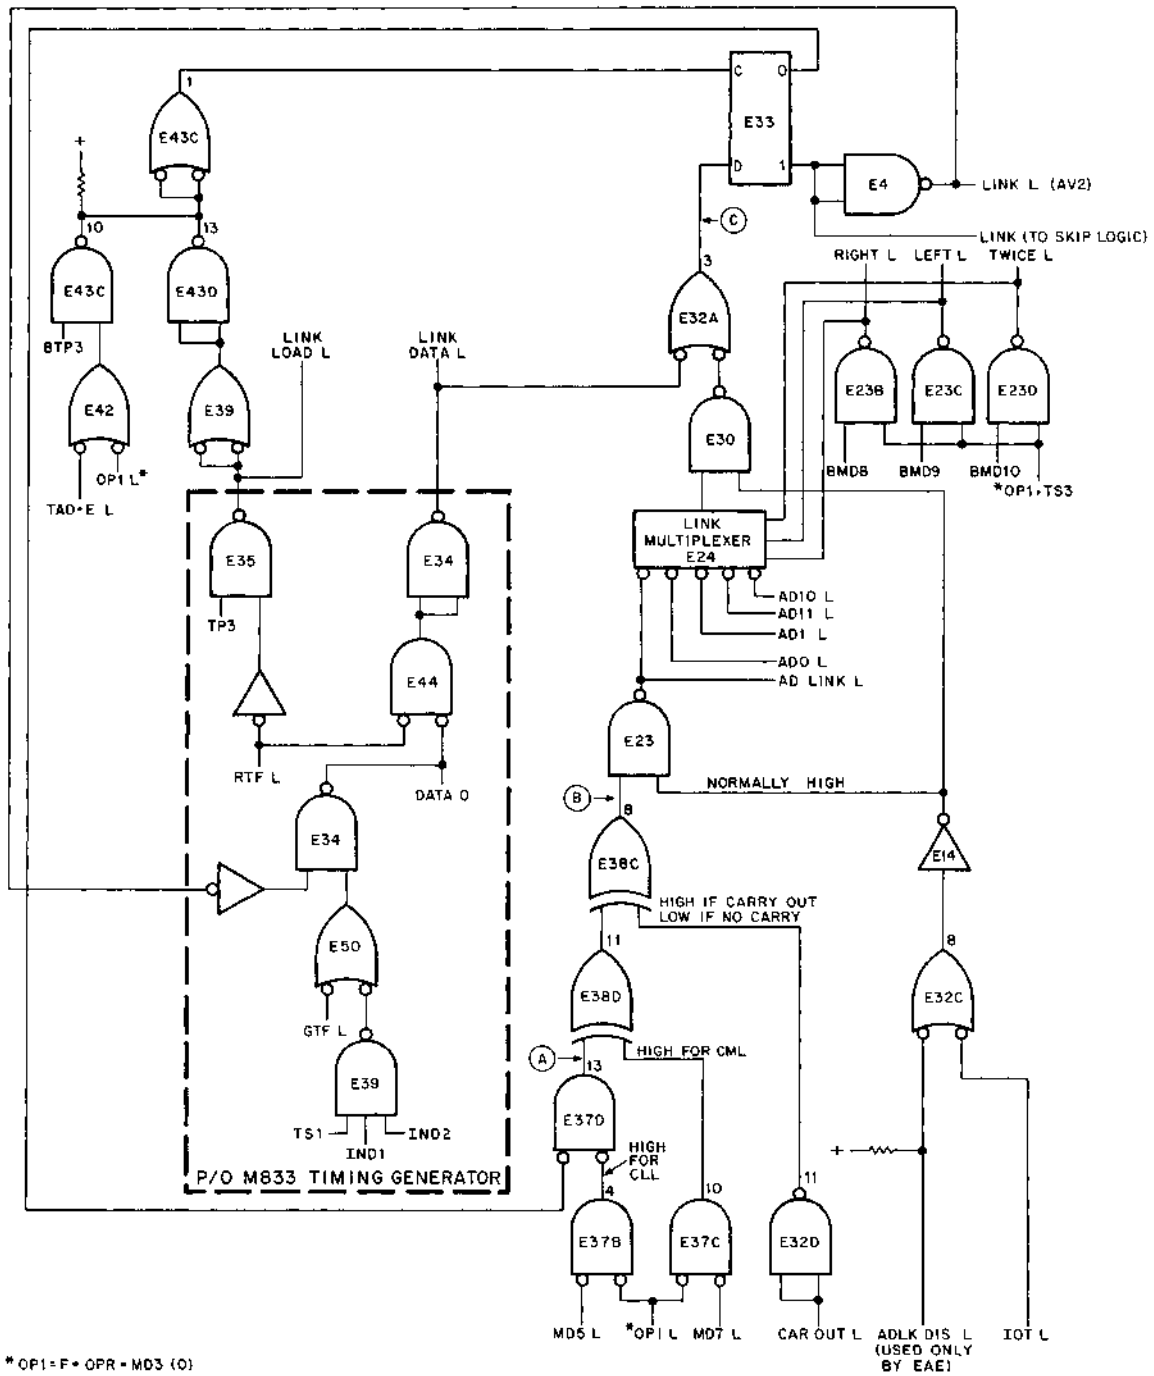 1
C
0
E33
D
1
E43C
+
10
13
E4
LINK L (AV2)
C
LINK (TO SKIP LOGIC)
RIGHT L
LEFT L
TWICE L
3
E43C
E43D
E32A
BTP3
LINK
LOAD L
LINK
DATA L
E23B
E23C
E23D
E42
E39
E30
BMD8
BMD9
BMD10
OP1 L*
*OP1·TS3
TAD·E L
LINK
MULTIPLEXER
E24
E35
E34
AD10 L
AD11 L
TP3
AD1 L
AD0 L
E44
AD LINK L
E23
RTF L
DATA 0
NORMALLY HIGH
B
8
E34
E14
E38C
HIGH IF CARRY OUT
LOW IF NO CARRY
11
8
E50
E38D
E32C
GTF L
HIGH FOR CML
A
13
E39
E37D
TS1
IND2
IND1
HIGH
FOR
CLL
+
P/O M833 TIMING GENERATOR
4
10
11
E37B
E37C
E32D
MD5 L
*OP1 L
MD7 L
CAR OUT L
ADLK DIS L
(USED ONLY
BY EAE)
IOT L
*OP1=F·OPR·MD3 (0)